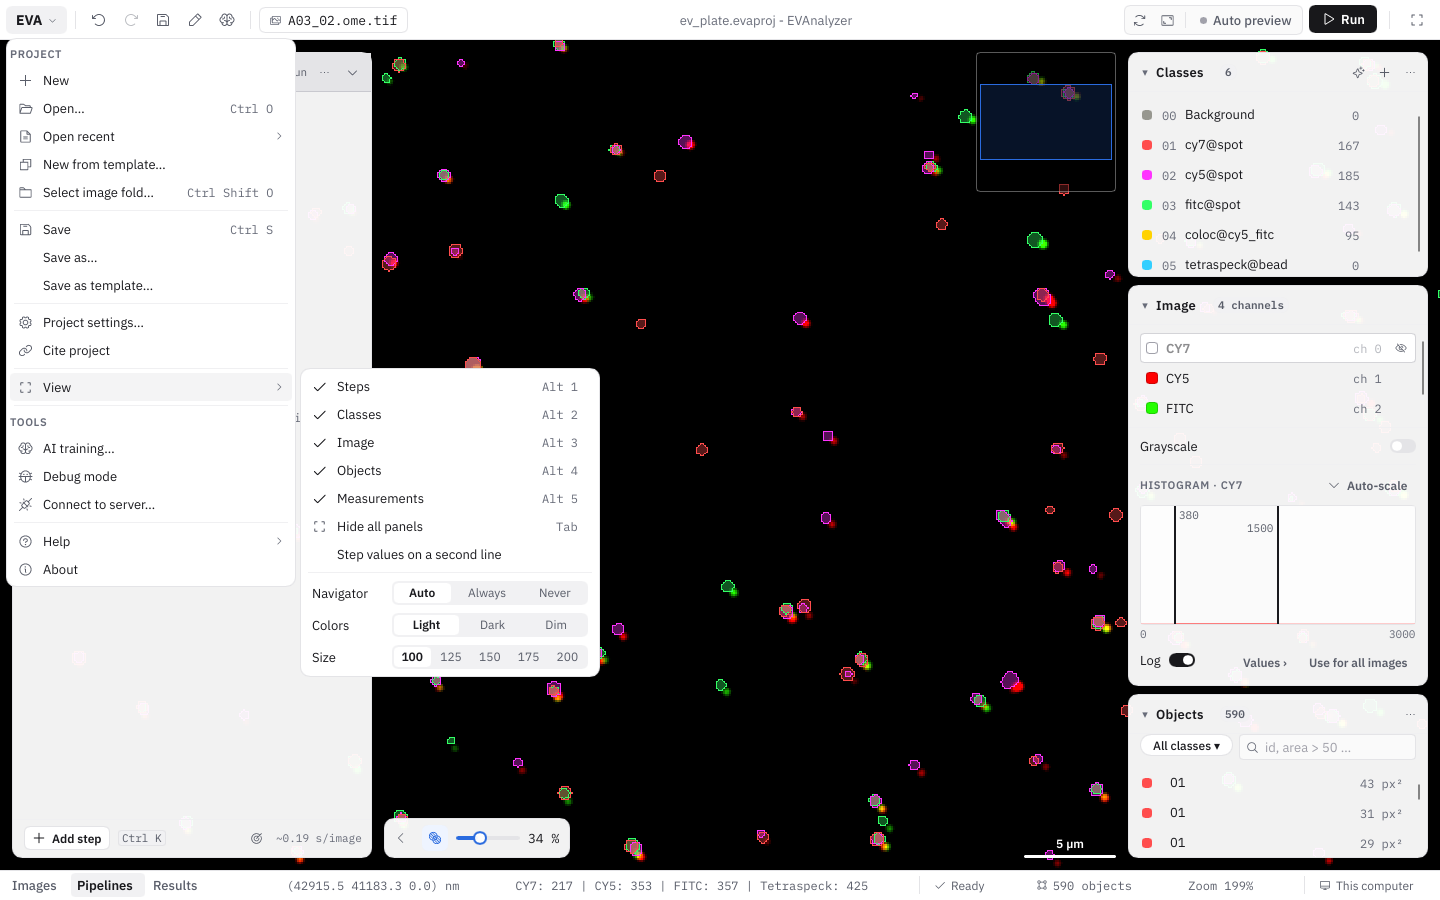 EVA
A03_02.ome.tif
ev_plate.evaproj - EVAnalyzer
Auto preview
Run
PROJECT
New
Open... Ctrl O
Open recent
New from template...
Select image fold... Ctrl Shift O
Save Ctrl S
Save as...
Save as template...
Project settings...
Cite project
View
TOOLS
AI training...
Debug mode
Connect to server...
Help
About
un ...
Steps Alt 1
Classes Alt 2
Image Alt 3
Objects Alt 4
Measurements Alt 5
Hide all panels Tab
Step values on a second line
Navigator Auto Always Never
Colors Light Dark Dim
Size 100 125 150 175 200
Add step Ctrl K ~0.19 s/image
34 %
5 µm
Classes 6 ...
00 Background 0
01 cy7@spot 167
02 cy5@spot 185
03 fitc@spot 143
04 coloc@cy5_fitc 95
05 tetraspeck@bead 0
Image 4 channels
CY7 ch 0
CY5 ch 1
FITC ch 2
Grayscale
HISTOGRAM · CY7 Auto-scale
380
1500
0 3000
Log Values › Use for all images
Objects 590 ...
All classes ▾ id, area > 50 ...
01 43 px²
01 31 px²
01 29 px²
Images Pipelines Results (42915.5 41183.3 0.0) nm CY7: 217 | CY5: 353 | FITC: 357 | Tetraspeck: 425 Ready 590 objects Zoom 199% This computer